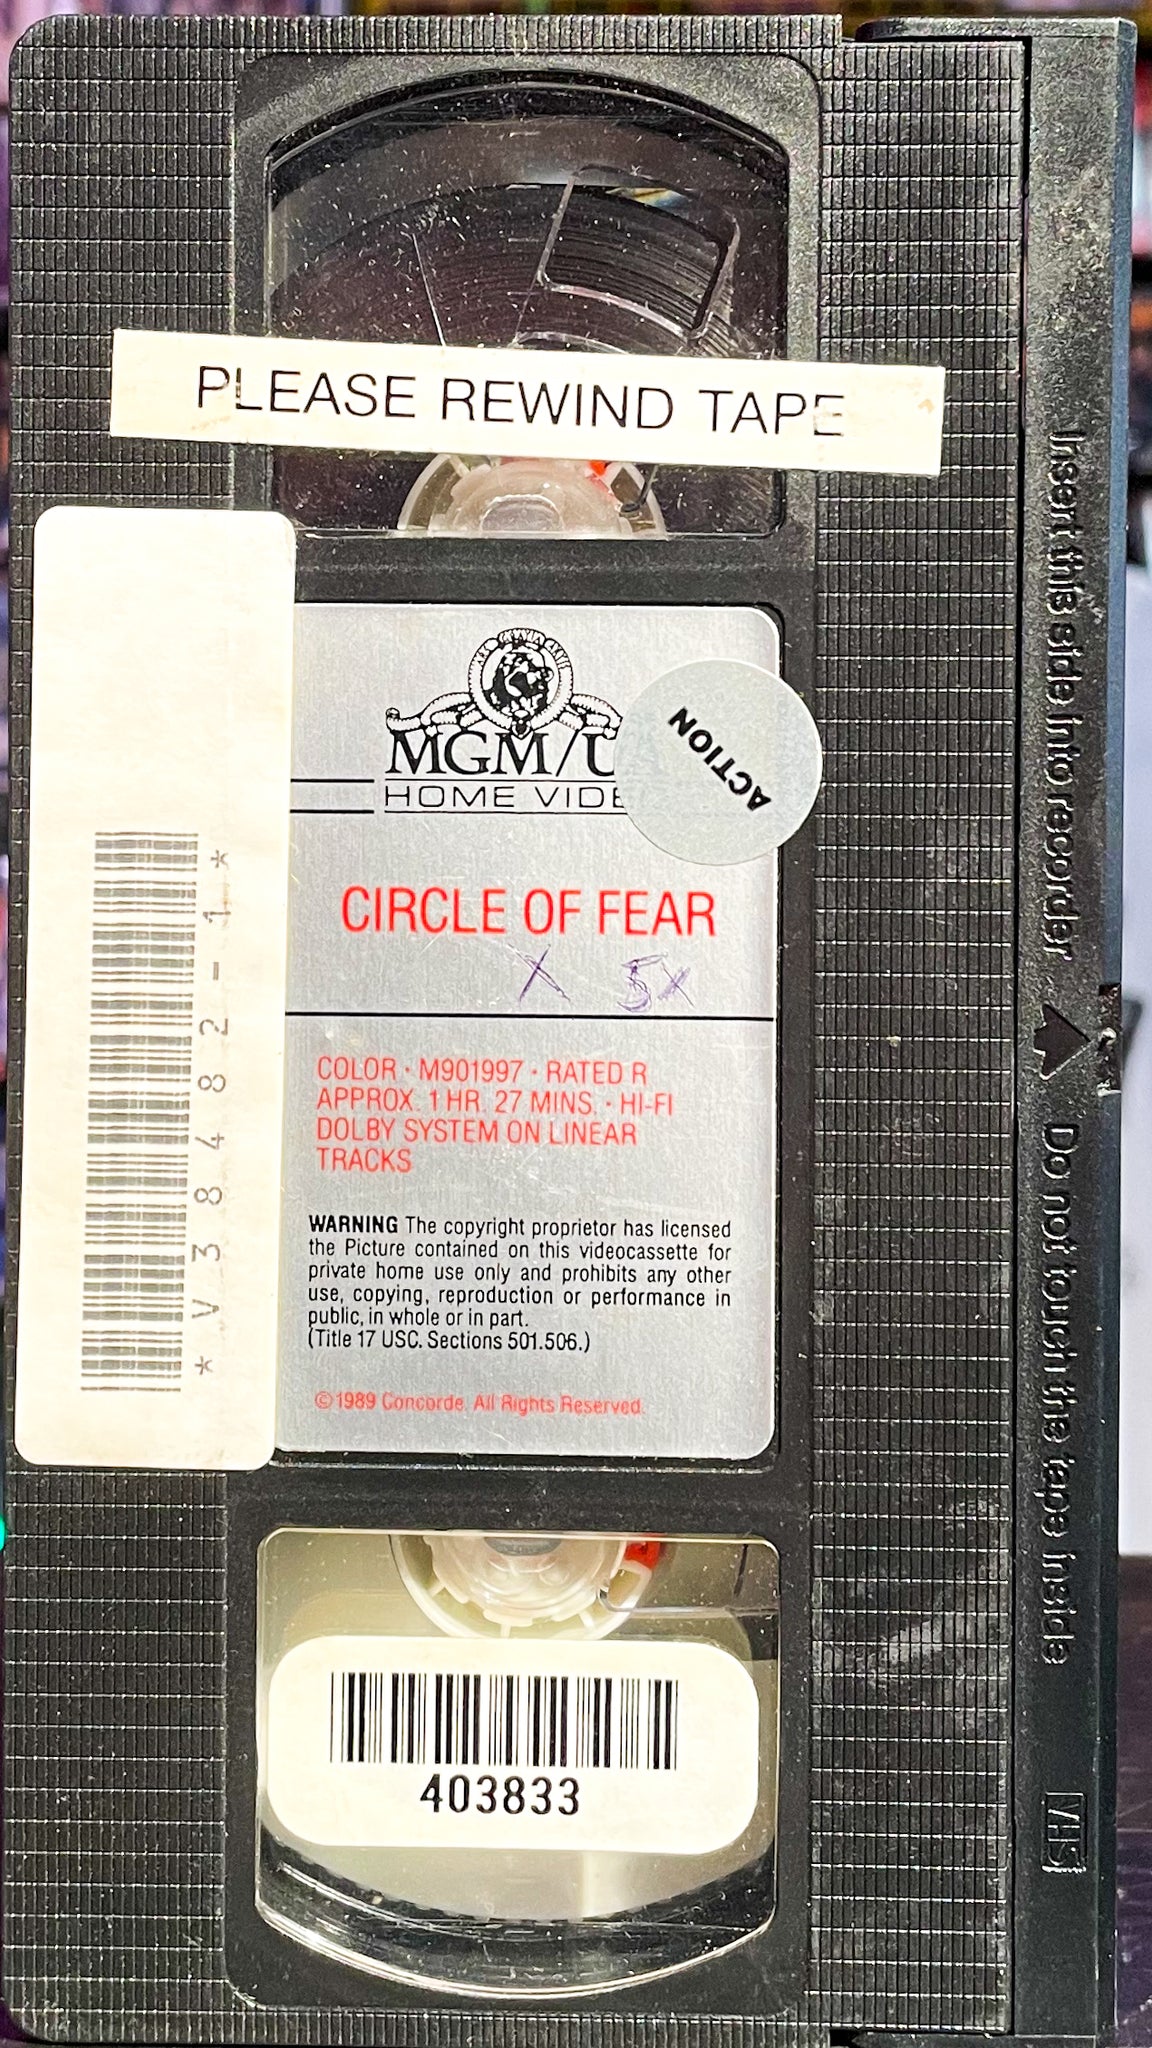 PLEASE REWIND TAPE
*V38482-1*
MGM/U
HOME VIDE
ACTION
CIRCLE OF FEAR
X 5x
COLOR · M901997 · RATED R
APPROX. 1 HR. 27 MINS. · HI-FI
DOLBY SYSTEM ON LINEAR
TRACKS
WARNING The copyright proprietor has licensed
the Picture contained on this videocassette for
private home use only and prohibits any other
use, copying, reproduction or performance in
public, in whole or in part.
(Title 17 USC. Sections 501.506.)
©1989 Concorde. All Rights Reserved.
403833
Insert this side into recorder ▲ Do not touch the tape inside
VHS